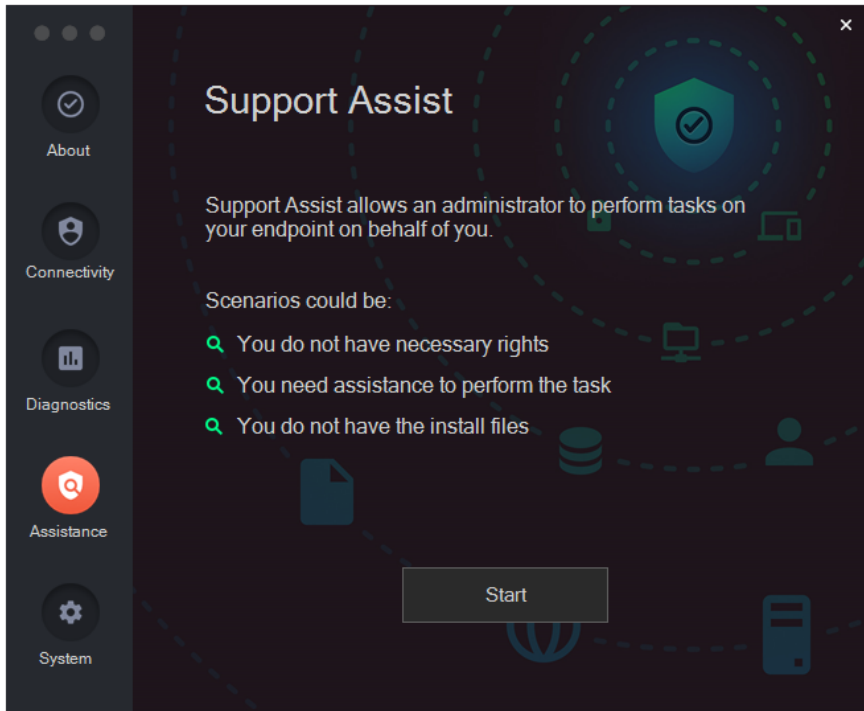 Support Assist
About
Support Assist allows an administrator to perform tasks on
your endpoint on behalf of you.
Connectivity
Scenarios could be:
You do not have necessary rights
You need assistance to perform the task
Diagnostics
You do not have the install files
Assistance
Start
System